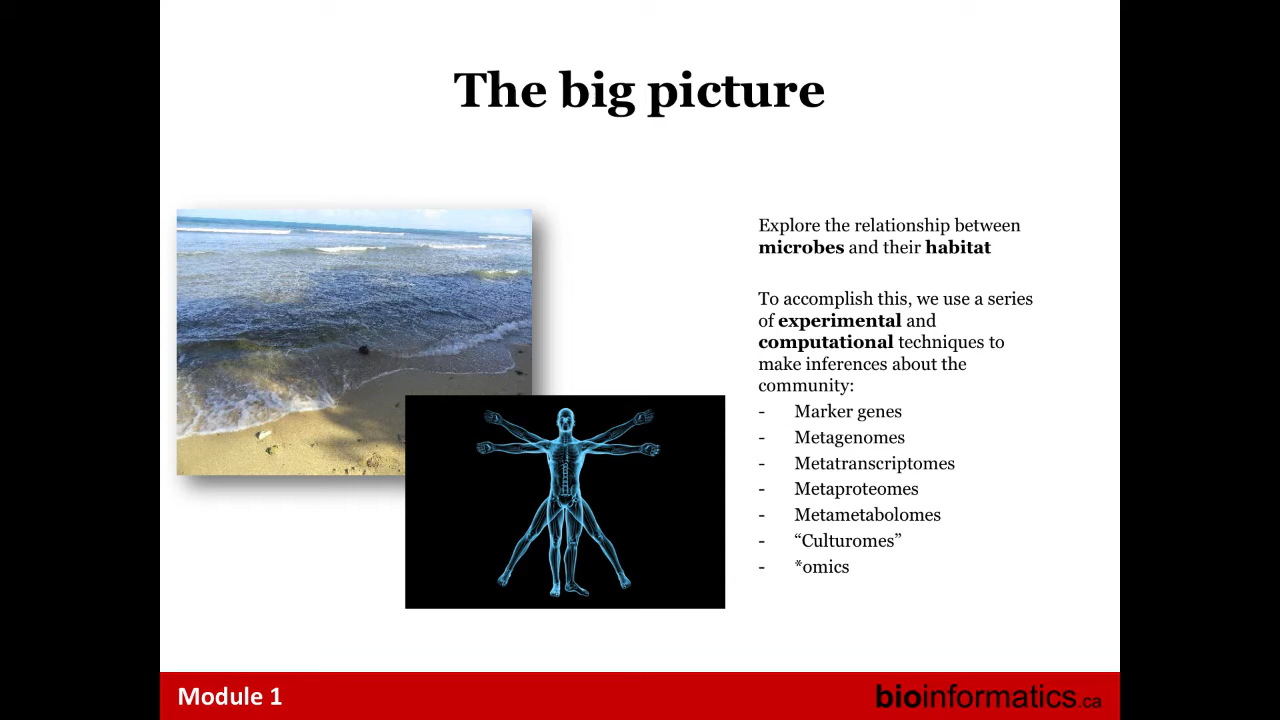 The big picture
Explore the relationship between
microbes and their habitat
To accomplish this, we use a series
of experimental and
computational techniques to
make inferences about the
community:
- Marker genes
- Metagenomes
- Metatranscriptomes
- Metaproteomes
- Metametabolomes
- “Culturomes”
- *omics
Module 1
bioinformatics.ca